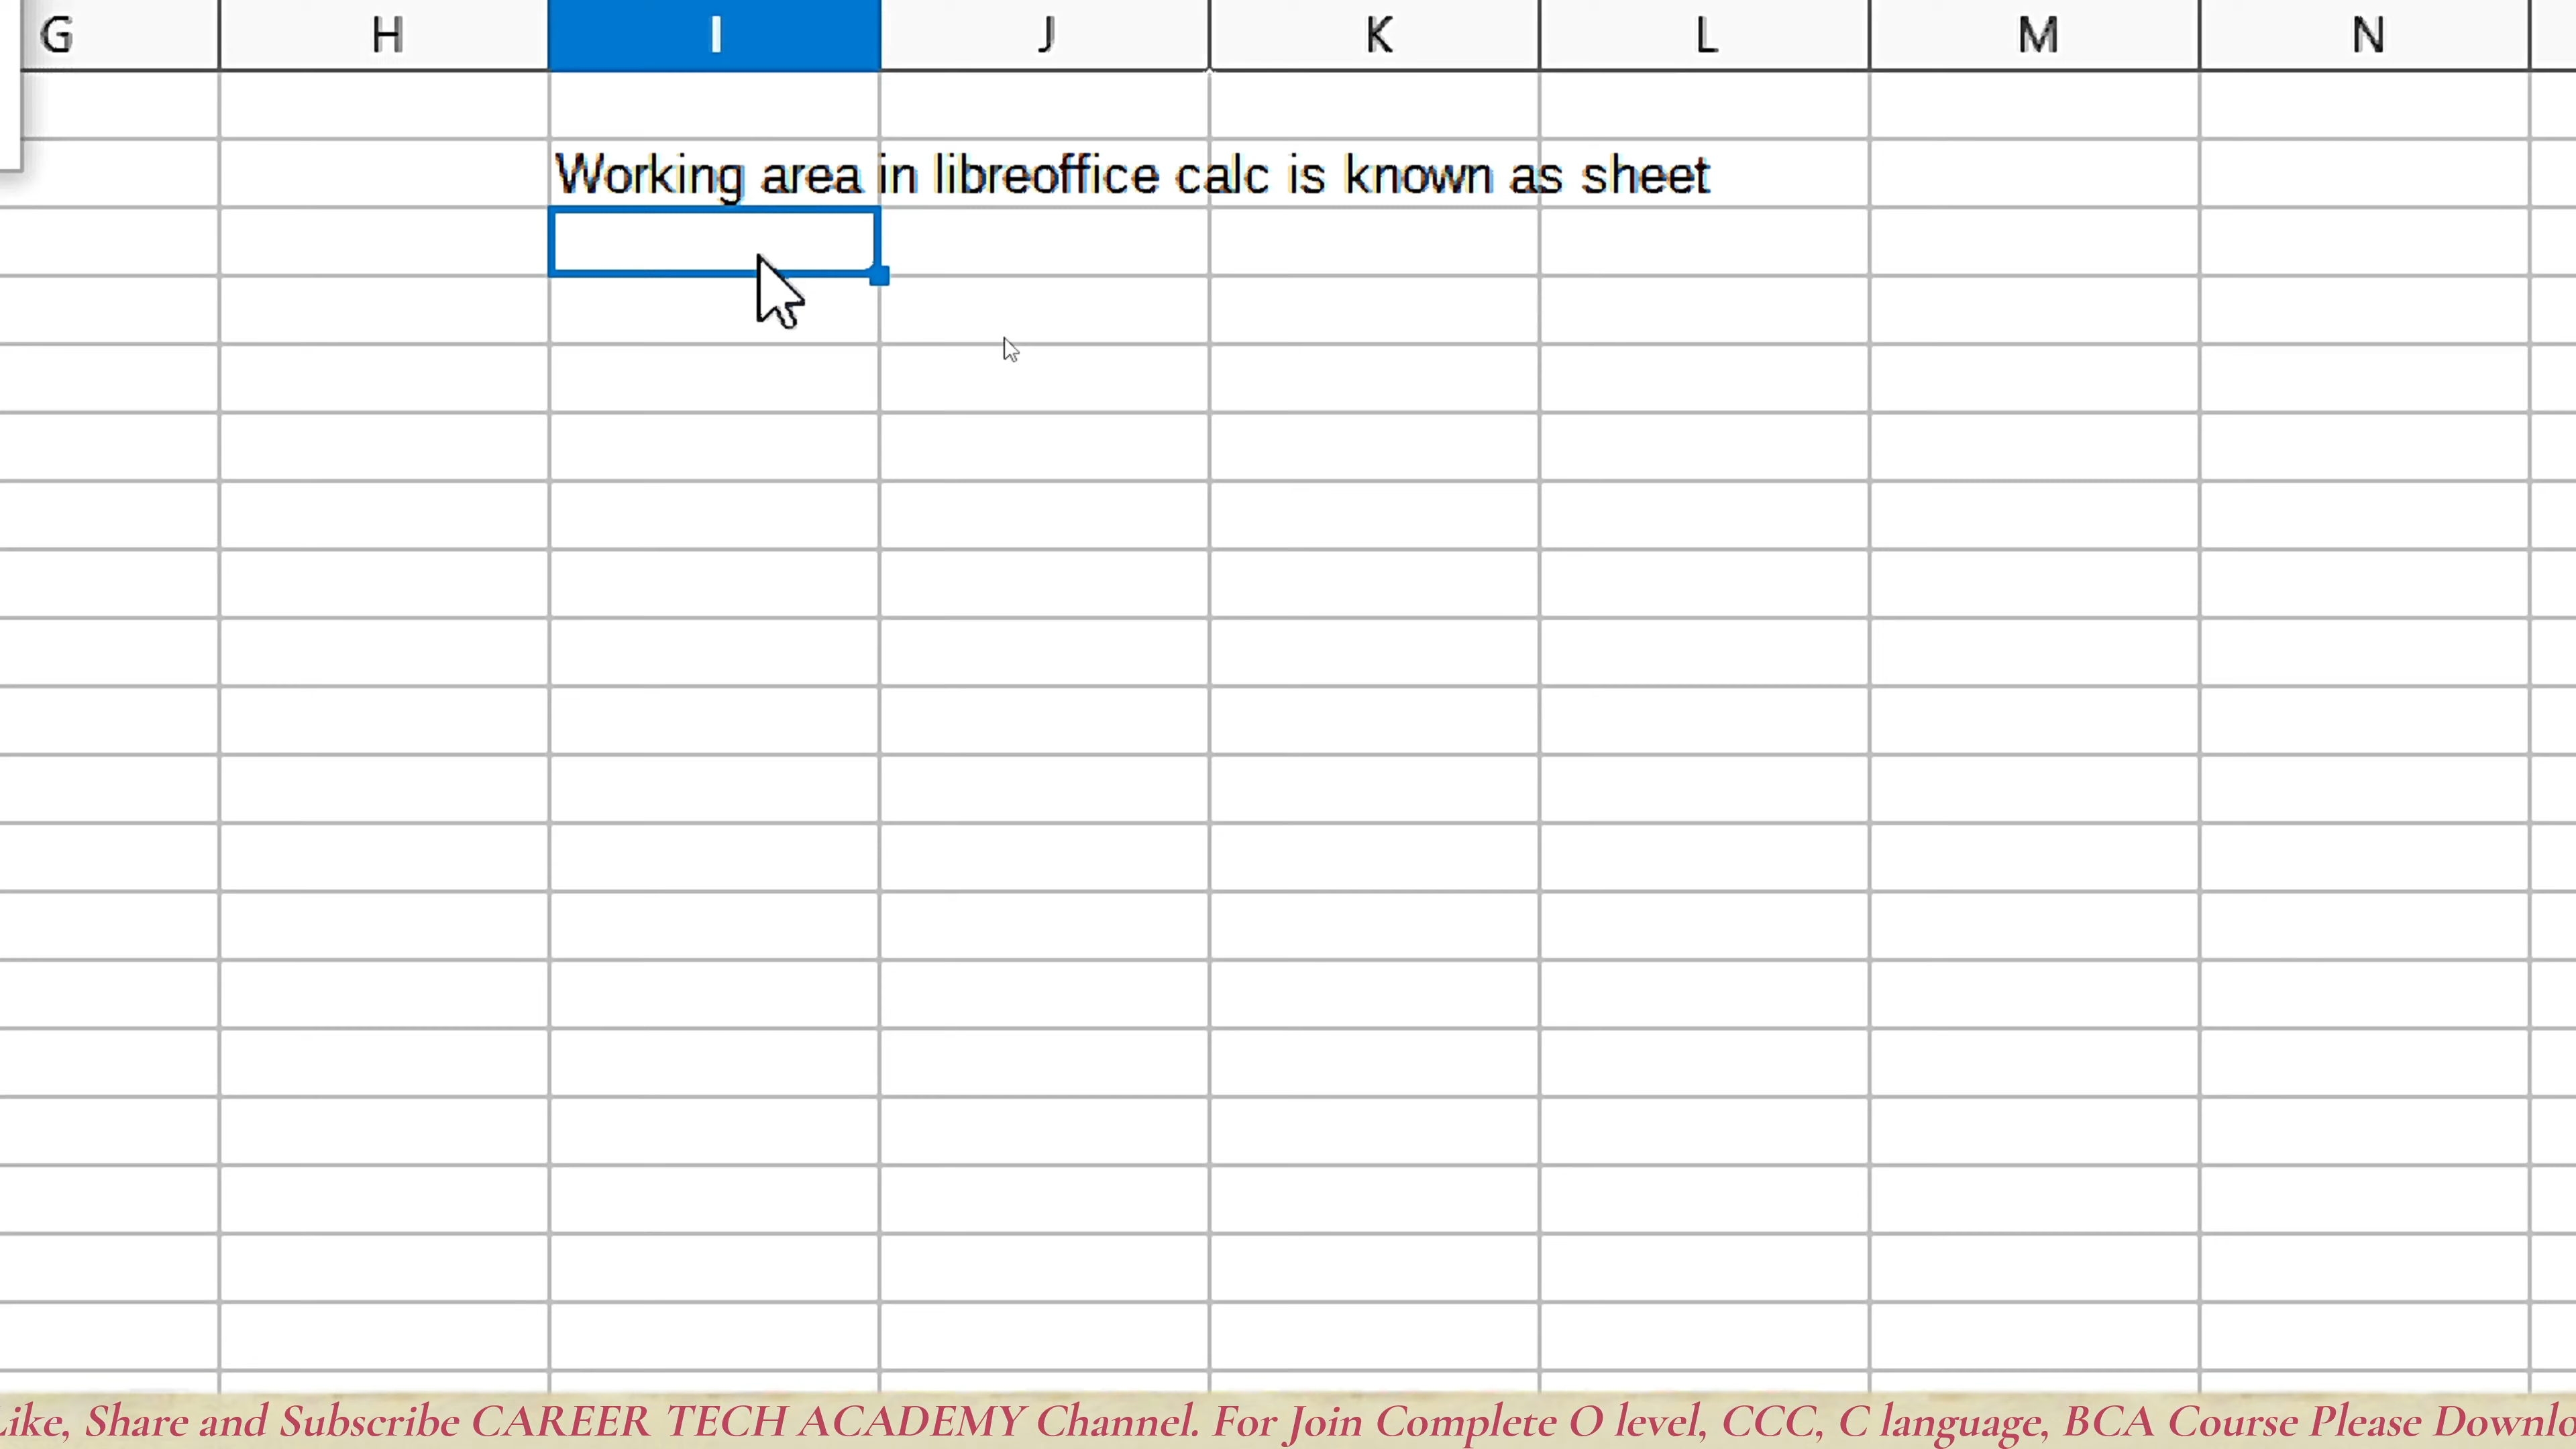 G H I J K L M N
Working area in libreoffice calc is known as sheet
Like, Share and Subscribe CAREER TECH ACADEMY Channel. For Join Complete O level, CCC, C language, BCA Course Please